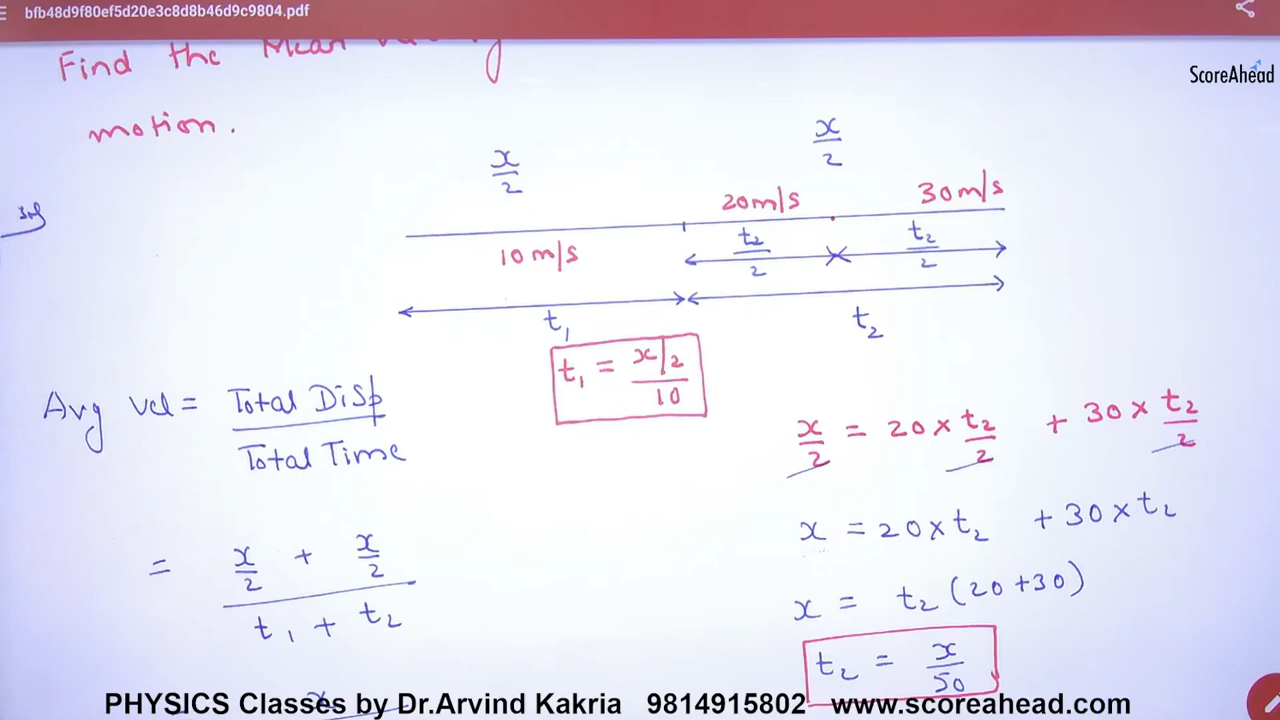 bfb48d9f80ef5d20e3c8d8b46d9c9804.pdf
ScoreAhead
Find the Mean
motion.
x/2
x/2
Sol
20m/s
30m/s
10m/s
t₂/2
t₂/2
t₁
t₂
t₁ = x/2 / 10
Avg Vel = Total Disp / Total Time
x/2 = 20 × t₂/2 + 30 × t₂/2
x = 20 × t₂ + 30 × t₂
= x/2 + x/2 / t₁ + t₂
x = t₂ (20 + 30)
t₂ = x/50
x
PHYSICS Classes by Dr.Arvind Kakria 9814915802 www.scoreahead.com